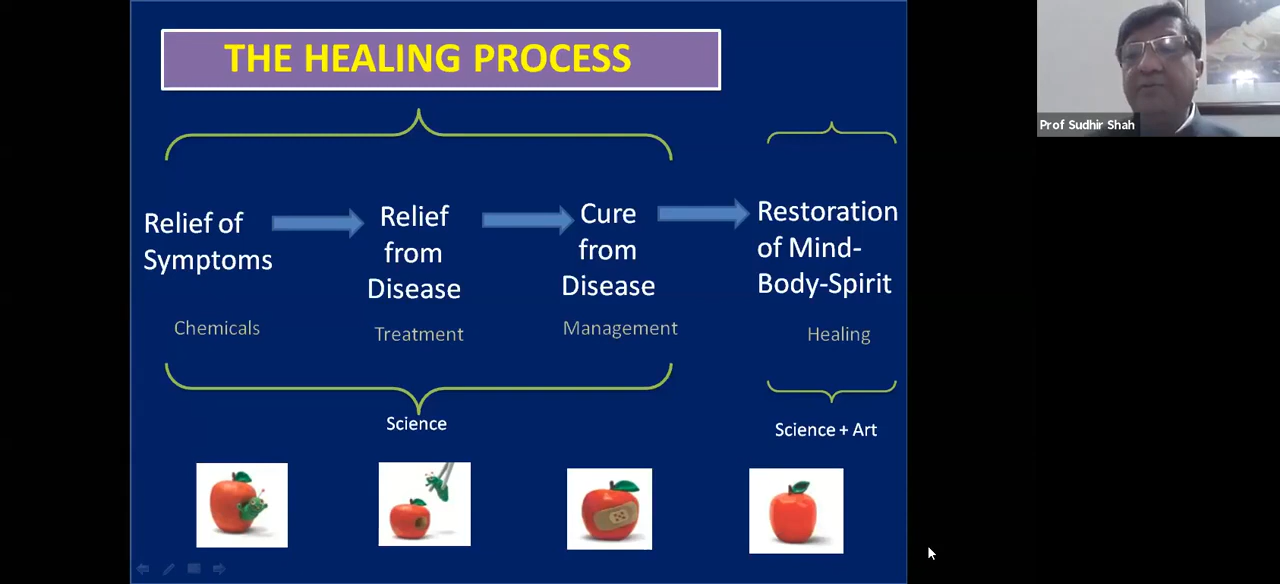 THE HEALING PROCESS
Prof Sudhir Shah
Relief of
Symptoms
Relief
from
Disease
Cure
from
Disease
Restoration
of Mind-
Body-Spirit
Chemicals
Treatment
Management
Healing
Science
Science + Art